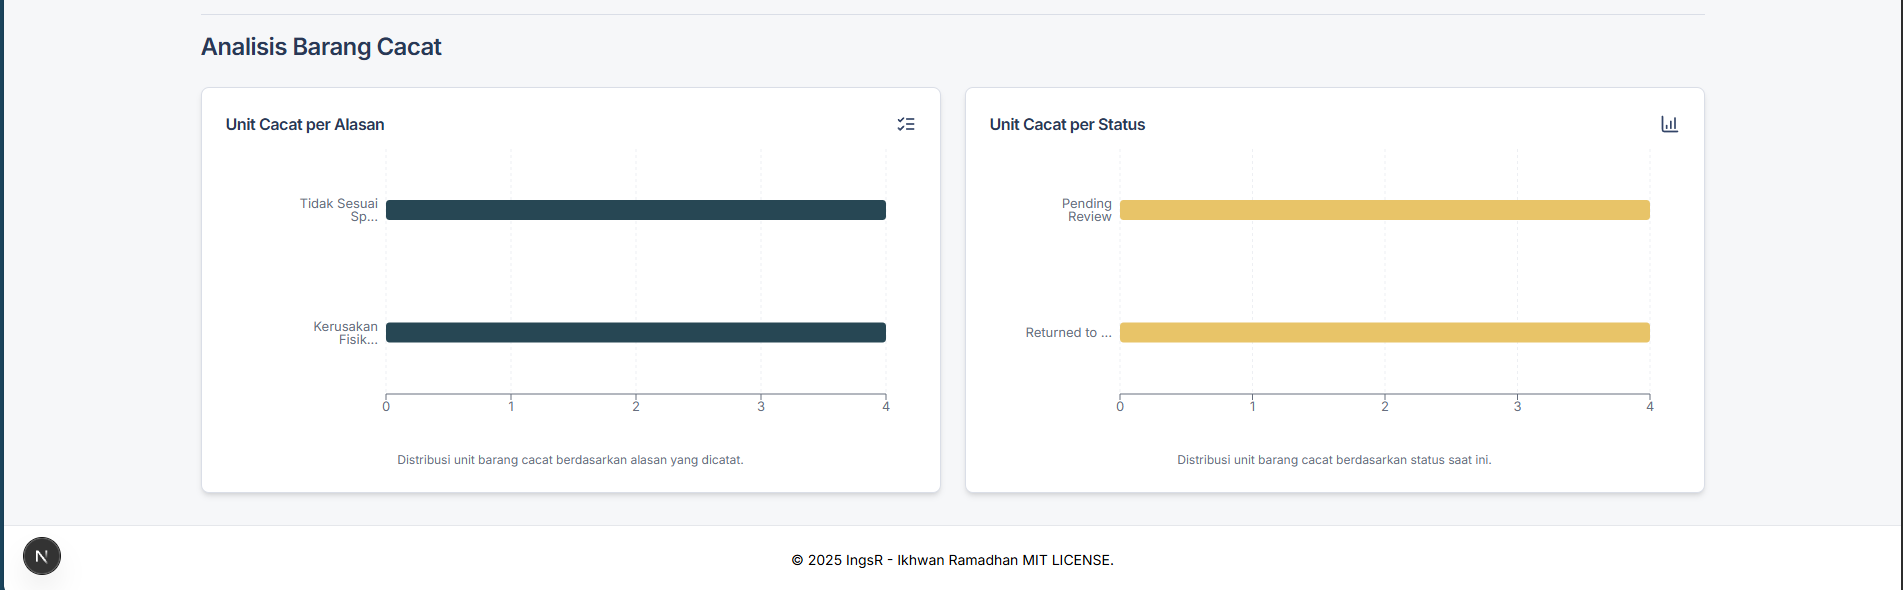 Analisis Barang Cacat
Unit Cacat per Alasan
Tidak Sesuai
Sp...
Kerusakan
Fisik...
0 1 2 3 4
Distribusi unit barang cacat berdasarkan alasan yang dicatat.
Unit Cacat per Status
Pending
Review
Returned to ...
0 1 2 3 4
Distribusi unit barang cacat berdasarkan status saat ini.
N
© 2025 IngsR - Ikhwan Ramadhan MIT LICENSE.